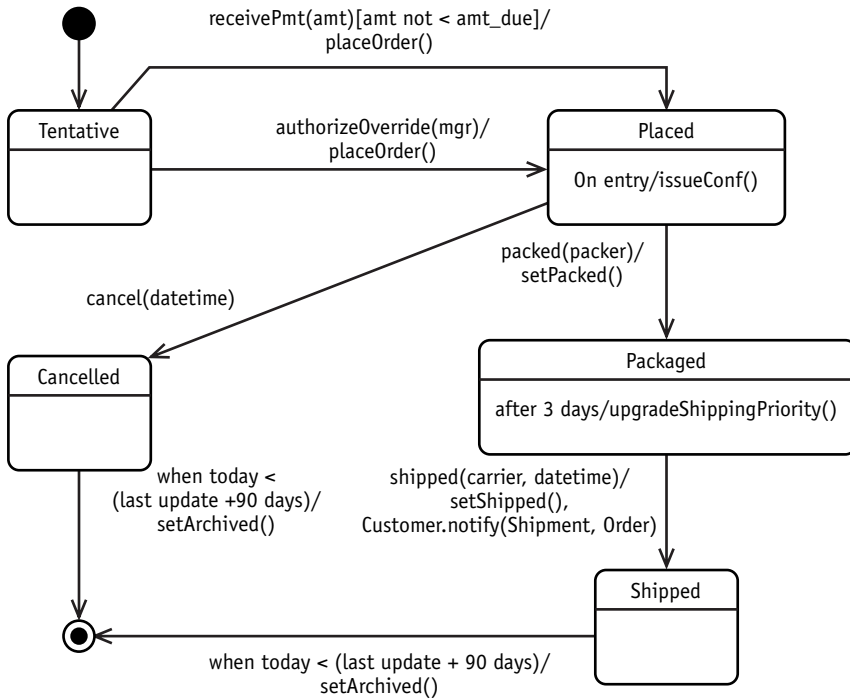 receivePmt(amt)[amt not < amt_due]/
placeOrder()
Tentative
authorizeOverride(mgr)/
placeOrder()
Placed
On entry/issueConf()
packed(packer)/
setPacked()
cancel(datetime)
Cancelled
Packaged
after 3 days/upgradeShippingPriority()
when today <
(last update +90 days)/
setArchived()
shipped(carrier, datetime)/
setShipped(),
Customer.notify(Shipment, Order)
Shipped
when today < (last update + 90 days)/
setArchived()